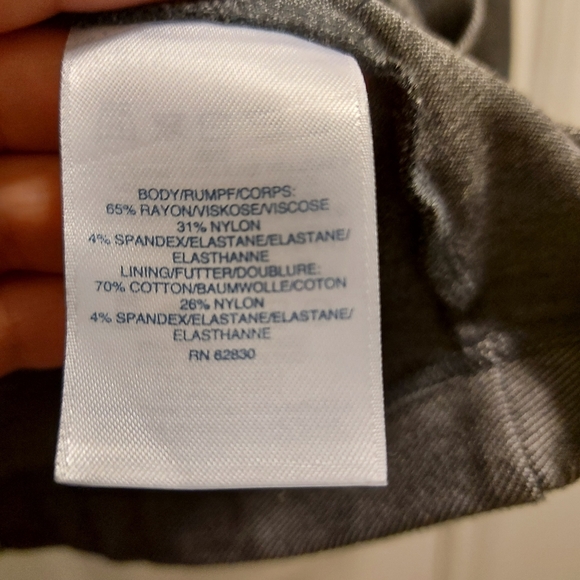 BODY/RUMPF/CORPS:
65% RAYON/VISKOSE/VISCOSE
31% NYLON
4% SPANDEX/ELASTANE/ELASTANE/
ELASTHANNE
LINING/FUTTER/DOUBLURE:
70% COTTON/BAUMWOLLE/COTON
26% NYLON
4% SPANDEX/ELASTANE/ELASTANE/
ELASTHANNE
RN 62830